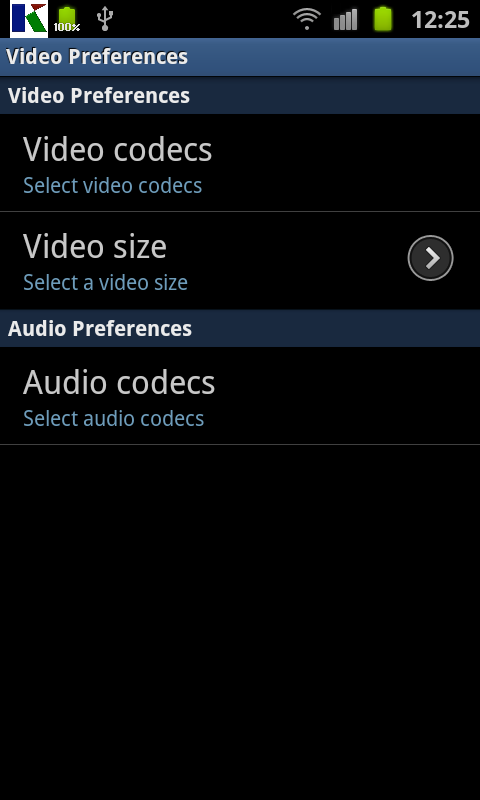 K 100% 12:25
Video Preferences
Video Preferences
Video codecs
Select video codecs
Video size
Select a video size
Audio Preferences
Audio codecs
Select audio codecs